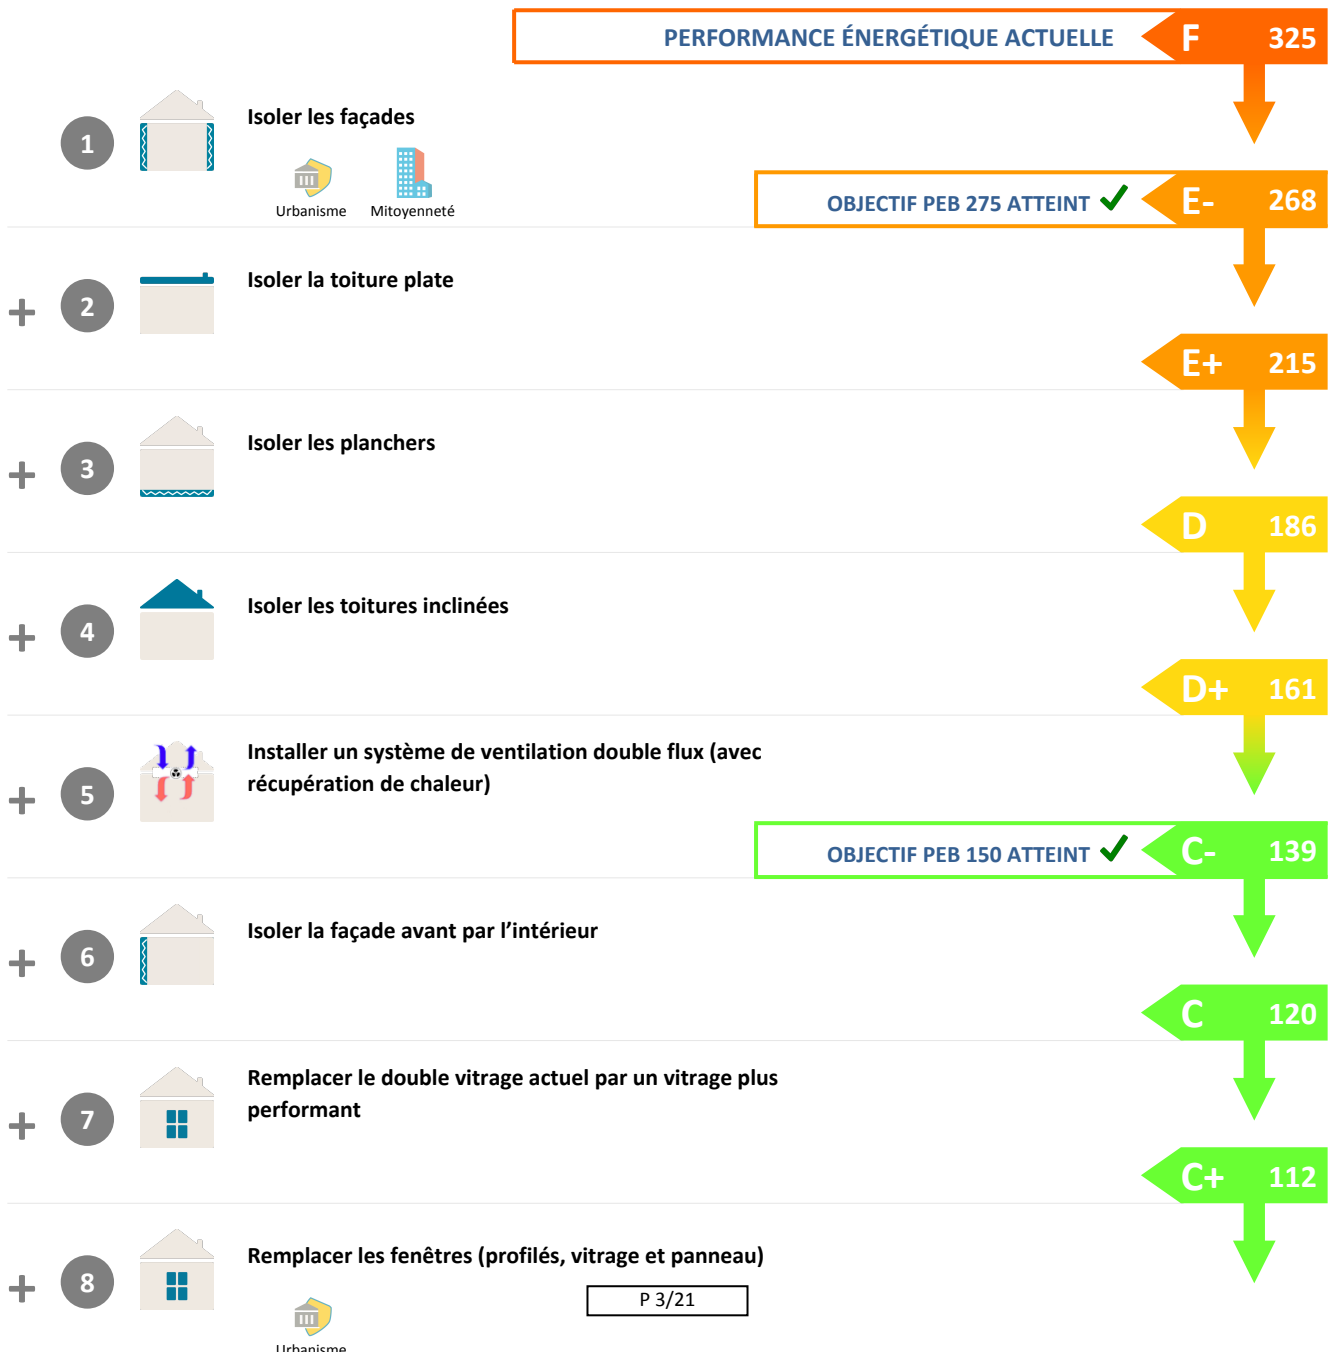 PERFORMANCE ÉNERGÉTIQUE ACTUELLE F 325
1 Isoler les façades
Urbanisme Mitoyenneté
OBJECTIF PEB 275 ATTEINT E- 268
+ 2 Isoler la toiture plate
E+ 215
+ 3 Isoler les planchers
D 186
+ 4 Isoler les toitures inclinées
D+ 161
+ 5 Installer un système de ventilation double flux (avec
récupération de chaleur)
OBJECTIF PEB 150 ATTEINT C- 139
+ 6 Isoler la façade avant par l’intérieur
C 120
+ 7 Remplacer le double vitrage actuel par un vitrage plus
performant
C+ 112
+ 8 Remplacer les fenêtres (profilés, vitrage et panneau)
P 3/21
Urbanisme